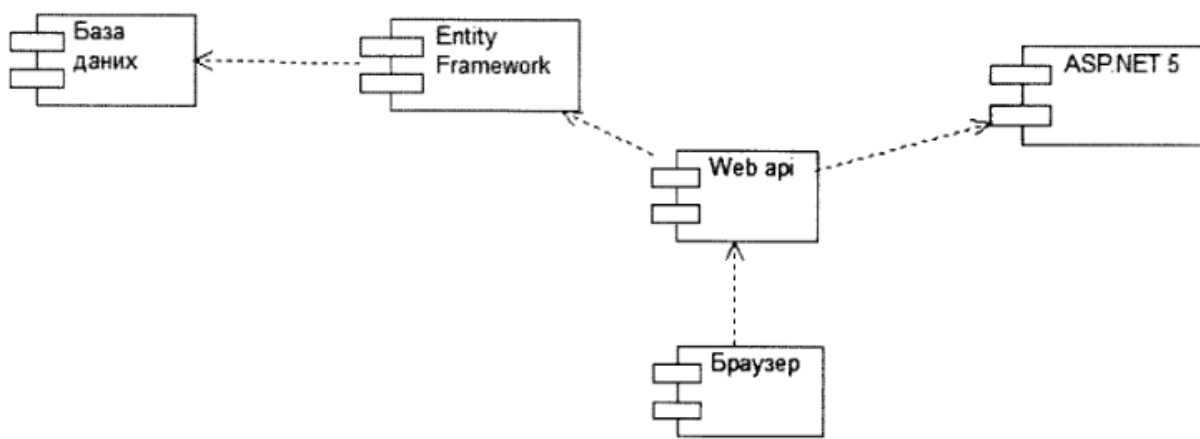 База
даних
Entity
Framework
ASP.NET 5
Web api
Браузер